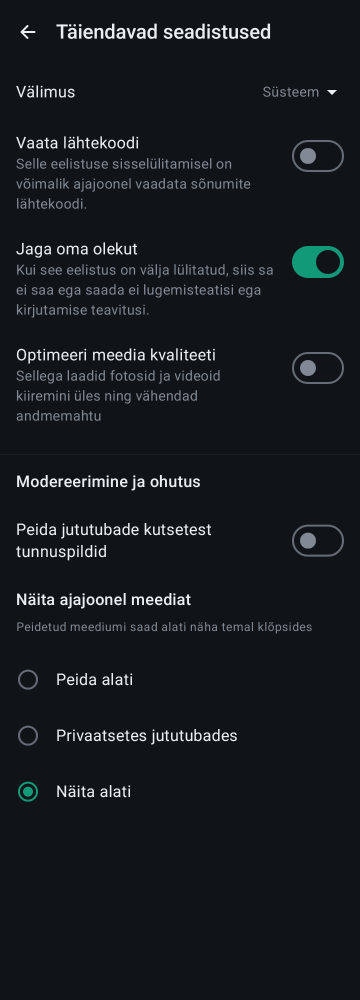 Täiendavad seadistused
Välimus
Süsteem
Vaata lähtekoodi
Selle eelistuse sisselülitamisel on
võimalik ajajoonel vaadata sõnumite
lähtekoodi.
Jaga oma olekut
Kui see eelistus on välja lülitatud, siis sa
ei saa ega saada ei lugemisteatisi ega
kirjutamise teavitusi.
Optimeeri meedia kvaliteeti
Sellega laadid fotosid ja videoid
kiiremini üles ning vähendad
andmemahtu
Modereerimine ja ohutus
Peida jututubade kutsetest
tunnuspildid
Näita ajajoonel meediat
Peidetud meediumi saad alati näha temal klõpsides
Peida alati
Privaatsetes jututubades
Näita alati